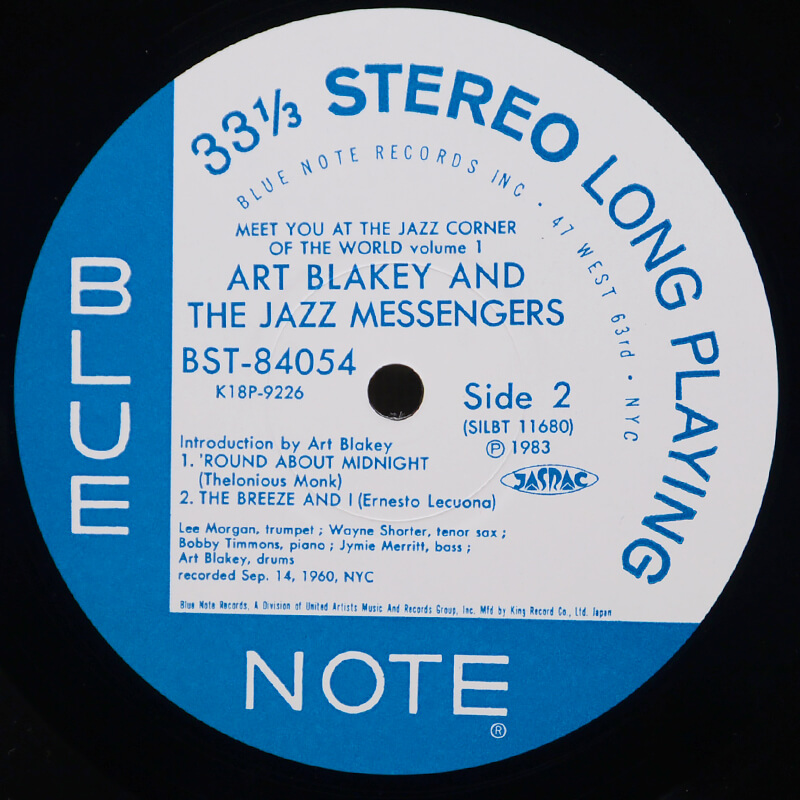 33⅓ STEREO LONG PLAYING
BLUE NOTE RECORDS INC · 47 WEST 63rd · NYC
MEET YOU AT THE JAZZ CORNER
OF THE WORLD volume 1
ART BLAKEY AND
THE JAZZ MESSENGERS
BST-84054
K18P-9226
Side 2
(SILBT 11680)
Ⓟ 1983
JASRAC
Introduction by Art Blakey
1. 'ROUND ABOUT MIDNIGHT
(Thelonious Monk)
2. THE BREEZE AND I (Ernesto Lecuona)
Lee Morgan, trumpet ; Wayne Shorter, tenor sax ;
Bobby Timmons, piano ; Jymie Merritt, bass ;
Art Blakey, drums
recorded Sep. 14, 1960, NYC
Blue Note Records, A Division of United Artists Music And Records Group, Inc. Mfd by King Record Co., Ltd. Japan
BLUE
NOTE
®